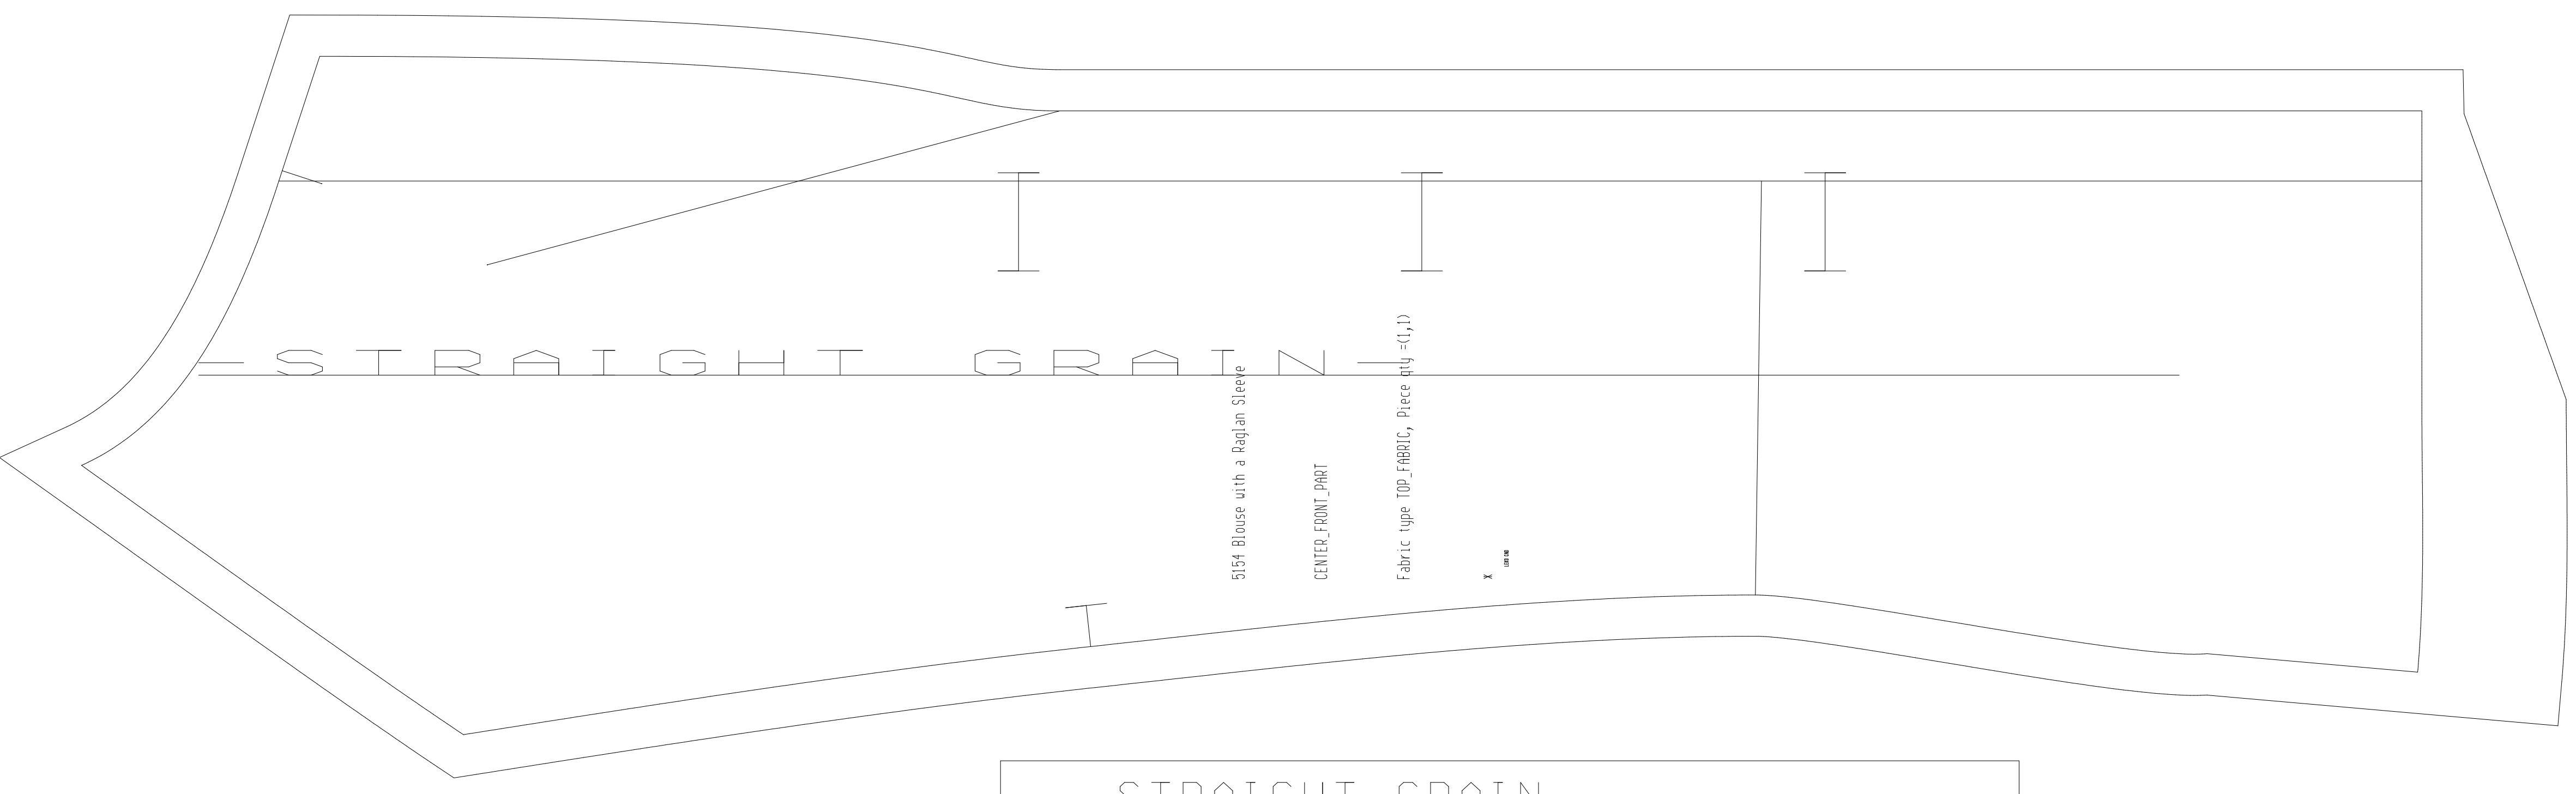 -STRAIGHT GRAIN-
5154 Blouse with a Raglan Sleeve
CENTER_FRONT_PART
Fabric type TOP_FABRIC, Piece qty =(1,1)
X
STRAIGHT GRAIN